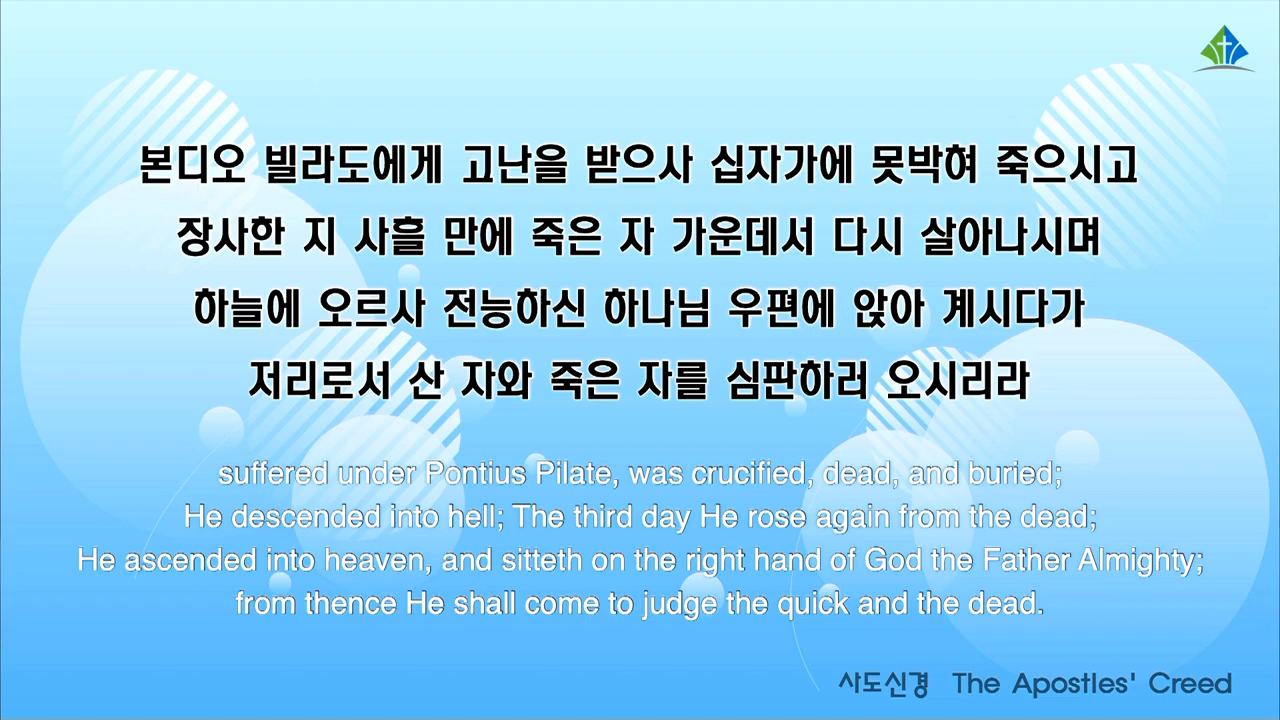 본디오 빌라도에게 고난을 받으사 십자가에 못박혀 죽으시고
장사한 지 사흘 만에 죽은 자 가운데서 다시 살아나시며
하늘에 오르사 전능하신 하나님 우편에 앉아 계시다가
저리로서 산 자와 죽은 자를 심판하러 오시리라
suffered under Pontius Pilate, was crucified, dead, and buried;
He descended into hell; The third day He rose again from the dead;
He ascended into heaven, and sitteth on the right hand of God the Father Almighty;
from thence He shall come to judge the quick and the dead.
사도신경 The Apostles' Creed